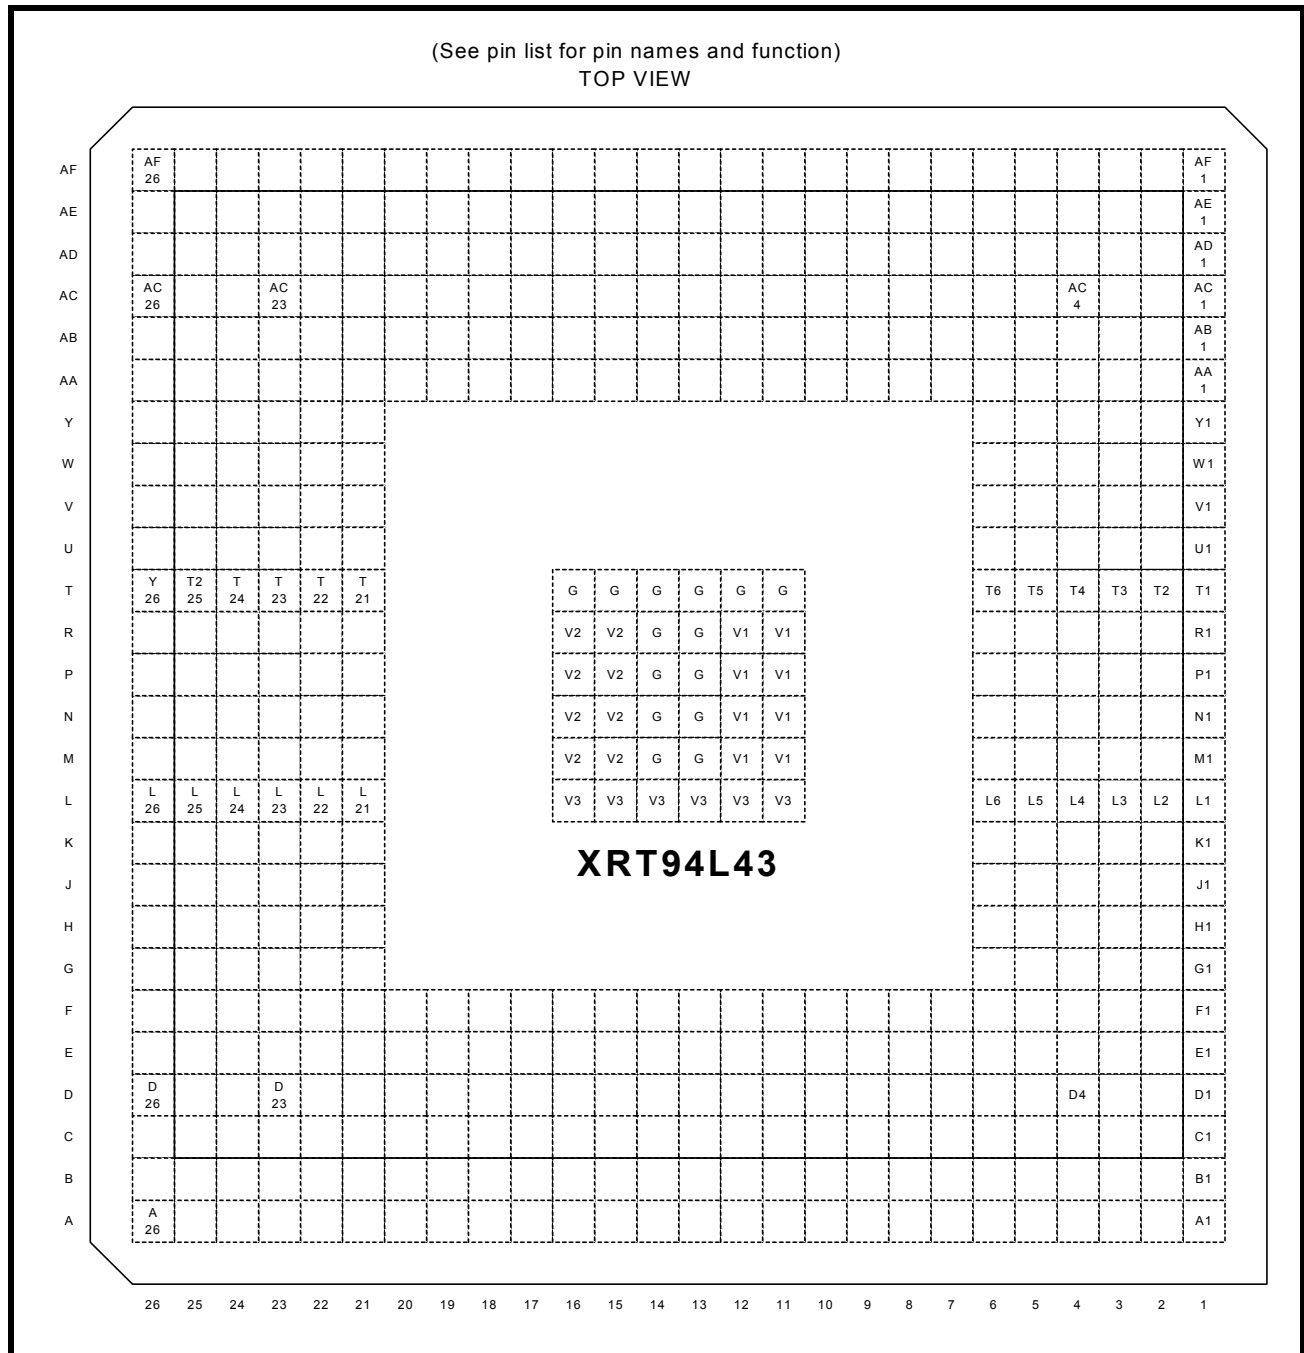 (See pin list for pin names and function)
TOP VIEW
AF AF 26 AF 1
AE AE 1
AD AD 1
AC AC 26 AC 23 AC 4 AC 1
AB AB 1
AA AA 1
Y Y1
W W1
V V1
U U1
T Y 26 T2 25 T 24 T 23 T 22 T 21 G G G G G G T6 T5 T4 T3 T2 T1
R V2 V2 G G V1 V1 R1
P V2 V2 G G V1 V1 P1
N V2 V2 G G V1 V1 N1
M V2 V2 G G V1 V1 M1
L L 26 L 25 L 24 L 23 L 22 L 21 V3 V3 V3 V3 V3 V3 L6 L5 L4 L3 L2 L1
K K1
XRT94L43
J J1
H H1
G G1
F F1
E E1
D D 26 D 23 D4 D1
C C1
B B1
A A 26 A1
26 25 24 23 22 21 20 19 18 17 16 15 14 13 12 11 10 9 8 7 6 5 4 3 2 1